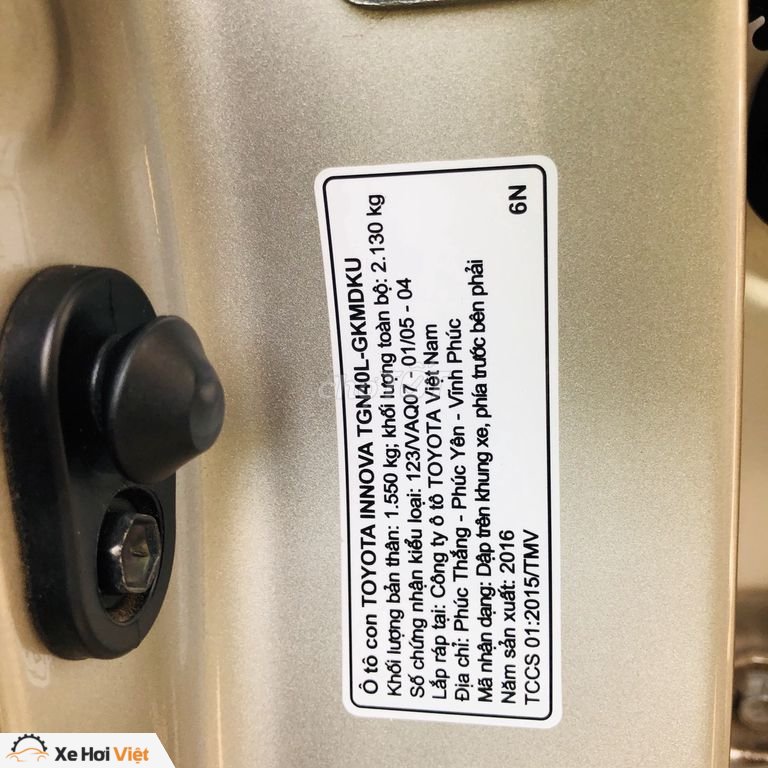 Ô tô con TOYOTA INNOVA TGN40L-GKMDKU
Khối lượng bản thân: 1.550 kg; khối lượng toàn bộ: 2.130 kg
Số chứng nhận kiểu loại: 123/VAQ07 - 01/05 - 04
Lắp ráp tại: Công ty ô tô TOYOTA Việt Nam
Địa chỉ: Phúc Thắng - Phúc Yên - Vĩnh Phúc
Mã nhận dạng: Dập trên khung xe, phía trước bên phải
Năm sản xuất: 2016
TCCS 01:2015/TMV
6N
Xe Hơi Việt